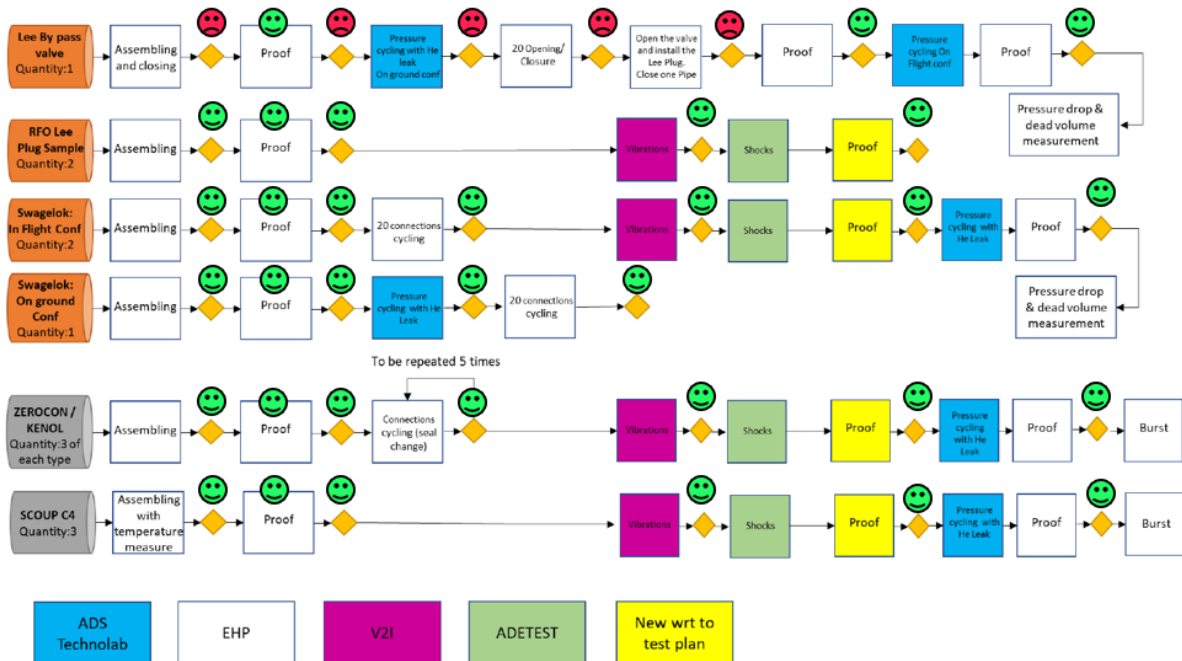 Lee By pass
valve
Quantity:1
Assembling
and closing
Proof
Pressure
cycling with He
leak
On ground conf
20 Opening/
Closure
Open the valve
and install the
Lee Plug.
Close one Pipe
Proof
Pressure
cycling On
Flight conf
Proof
Pressure drop &
dead volume
measurement
RFO Lee
Plug Sample
Quantity:2
Assembling
Proof
Vibrations
Shocks
Proof
Swagelok:
In Flight Conf
Quantity:2
Assembling
Proof
20 connections
cycling
Vibrations
Shocks
Proof
Pressure
cycling with
He Leak
Proof
Pressure drop
& dead volume
measurement
Swagelok:
On ground
Conf
Quantity:1
Assembling
Proof
Pressure
cycling with He
Leak
20 connections
cycling
To be repeated 5 times
ZEROCON /
KENOL
Quantity:3 of
each type
Assembling
Proof
Connections
cycling (seal
change)
Vibrations
Shocks
Proof
Pressure
cycling
with He
Leak
Proof
Burst
SCOUP C4
Quantity:3
Assembling
with
temperature
measure
Proof
Vibrations
Shocks
Proof
Pressure
cycling with
He Leak
Proof
Burst
ADS
Technolab
EHP
V2I
ADETEST
New wrt to
test plan